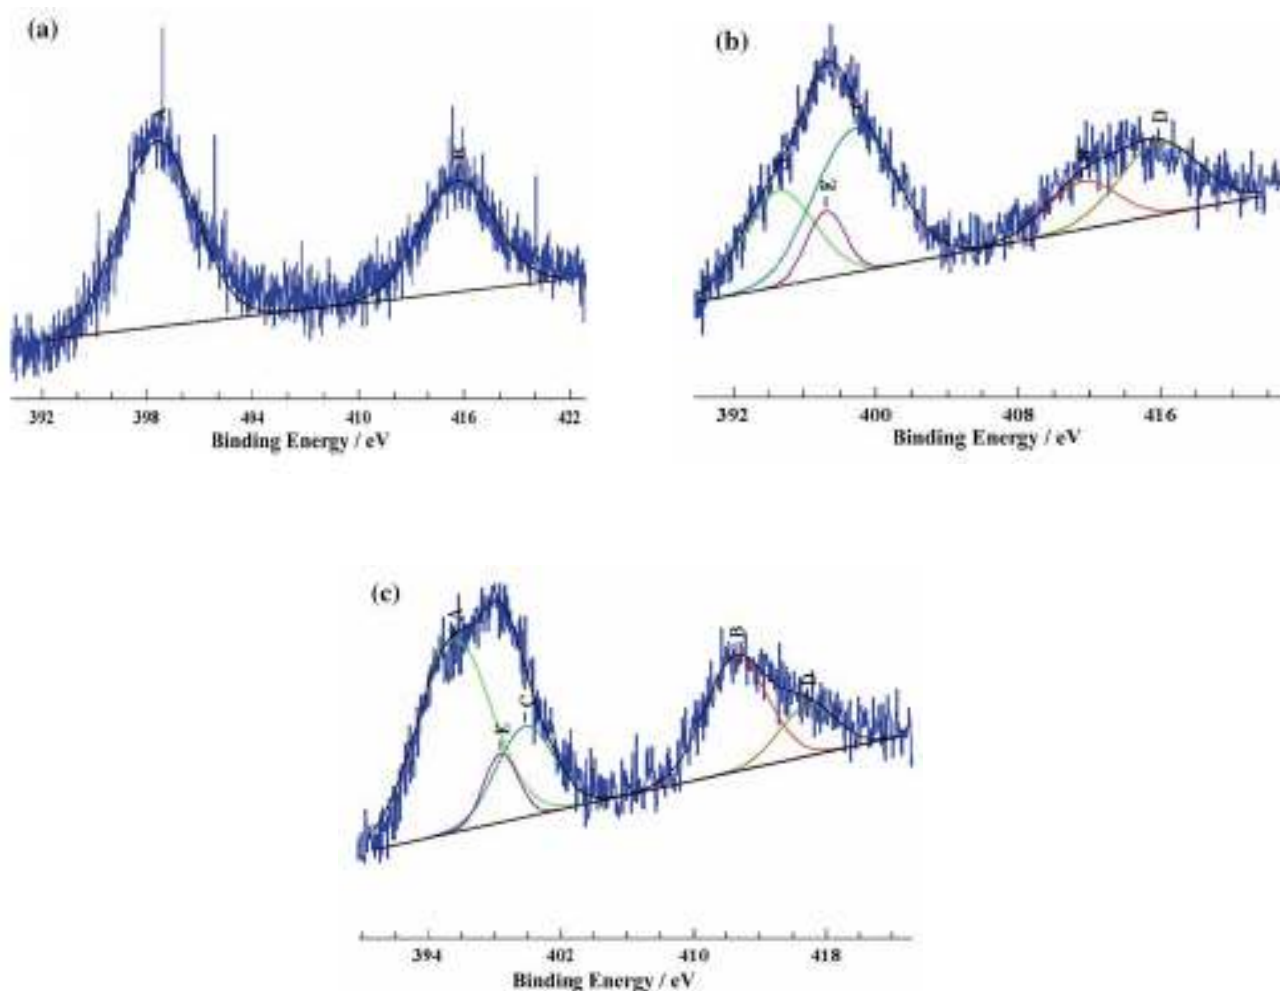 (a)
A
392 398 404 410 416 422
Binding Energy / eV
(b)
D
392 400 408 416
Binding Energy / eV
(c)
A
B
C
394 402 410 418
Binding Energy / eV